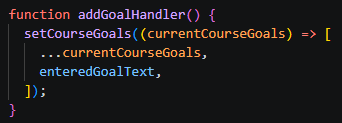 function addGoalHandler() {
  setCourseGoals((currentCourseGoals) => [
    ...currentCourseGoals,
    enteredGoalText,
  ]);
}